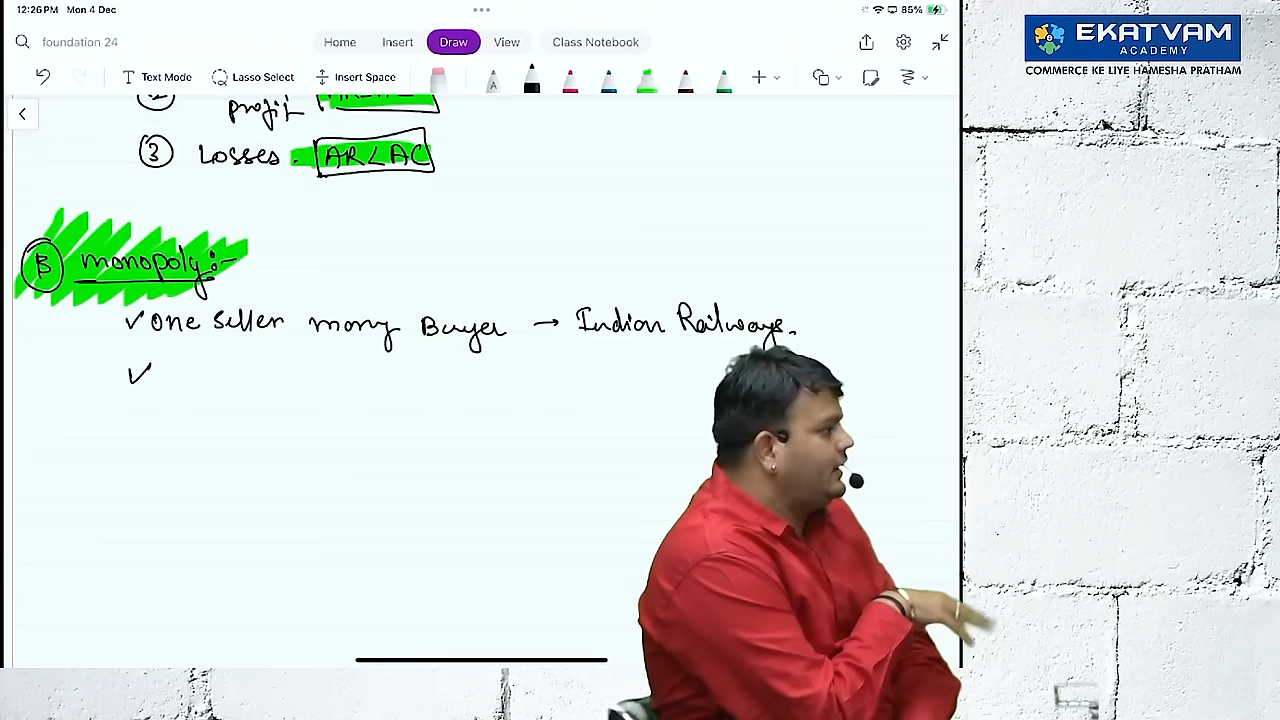 12:26 PM Mon 4 Dec
85%
foundation 24
Home Insert Draw View Class Notebook
Text Mode Lasso Select Insert Space
EKATVAM
ACADEMY
COMMERCE KE LIYE HAMESHA PRATHAM
profit
③ Losses. AR<AC
Ⓑ monopoly:-
✓ One Seller many Buyer → Indian Railways.
✓